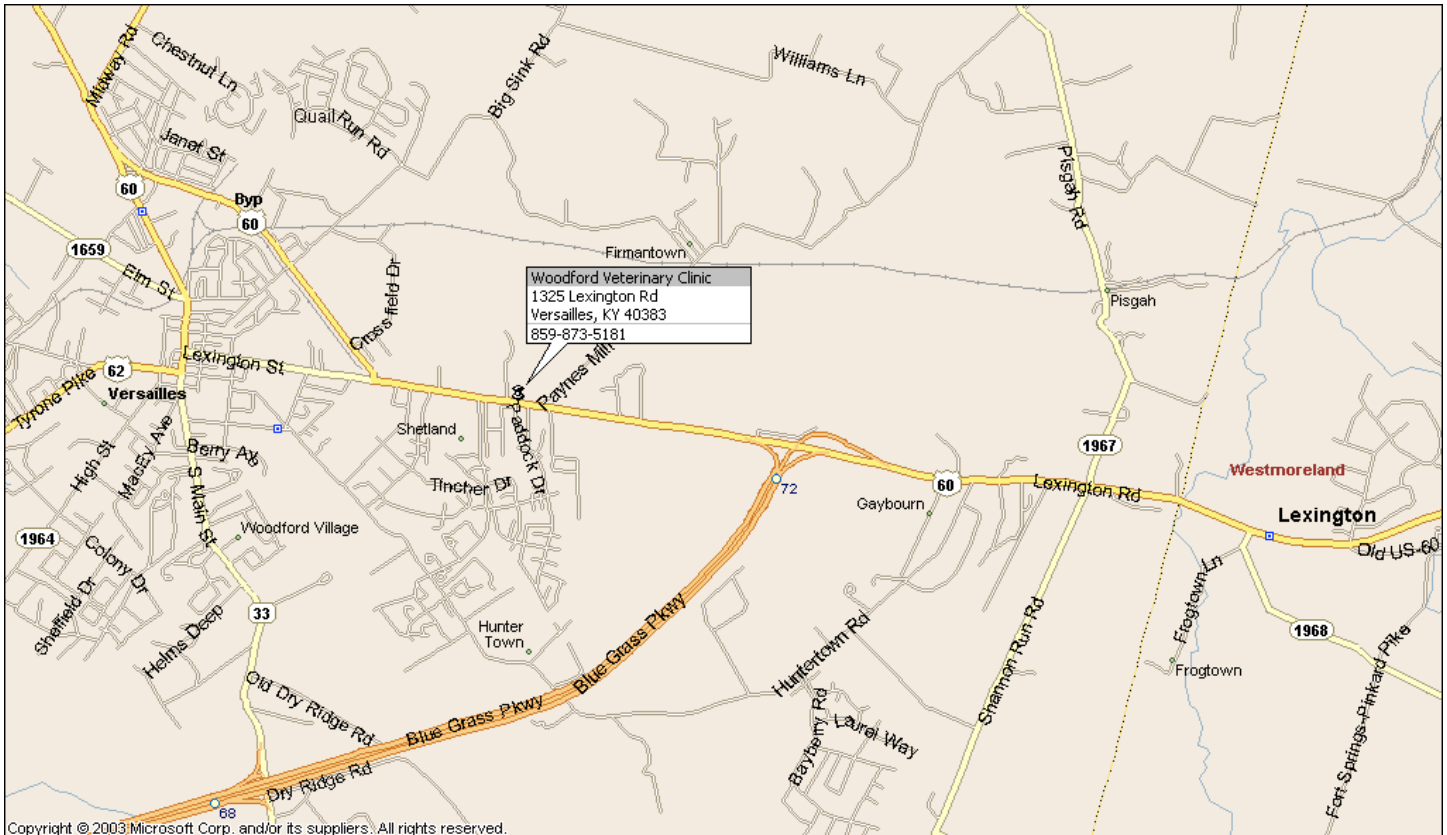 Midway Rd
Chestnut Ln
Quail Run Rd
Big Sink Rd
Williams Ln
Janet St
Pisgah Rd
60
Byp
60
1659
Elm St
Firmantown
Cross field Dr
Woodford Veterinary Clinic
1325 Lexington Rd
Versailles, KY 40383
859-873-5181
Pisgah
Lexington St
62
Versailles
Tyrone Pike
Paynes Mill
Shetland
Paddock Dr
High St
MacEy Ave
Berry Av
S Main St
Tincher Dr
72
1967
Westmoreland
60
Lexington Rd
Gaybourn
Lexington
Old US-60
1964
Woodford Village
Colony Dr
Sheffield Dr
Helms Deep
33
Hunter
Town
Blue Grass Pkwy
Huntertown Rd
Shannon Run Rd
Frogtown Ln
1968
Frogtown
Old Dry Ridge Rd
Blue Grass Pkwy
Laurel Way
Bayberry Rd
Fort Springs-Pinkard Pike
Dry Ridge Rd
68
Copyright © 2003 Microsoft Corp. and/or its suppliers. All rights reserved.